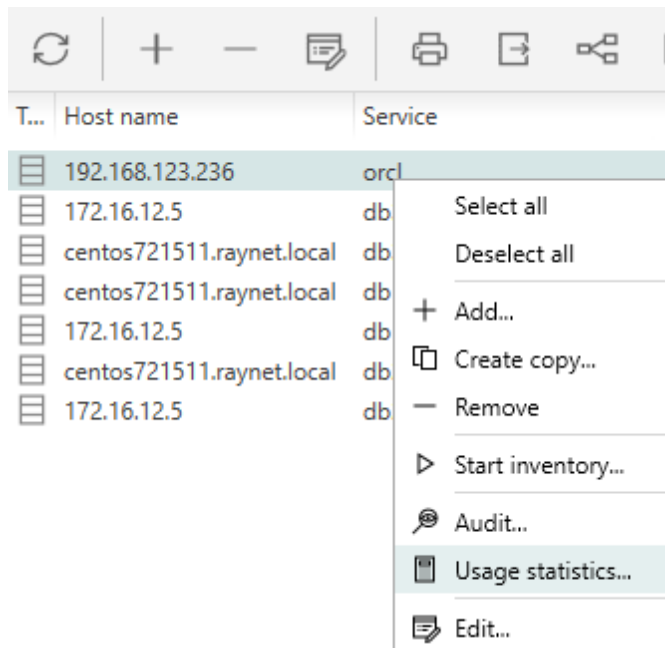 T... Host name Service
192.168.123.236 orcl
172.16.12.5 db
centos721511.raynet.local db
centos721511.raynet.local db
172.16.12.5 db
centos721511.raynet.local db
172.16.12.5 db
Select all
Deselect all
Add...
Create copy...
Remove
Start inventory...
Audit...
Usage statistics...
Edit...